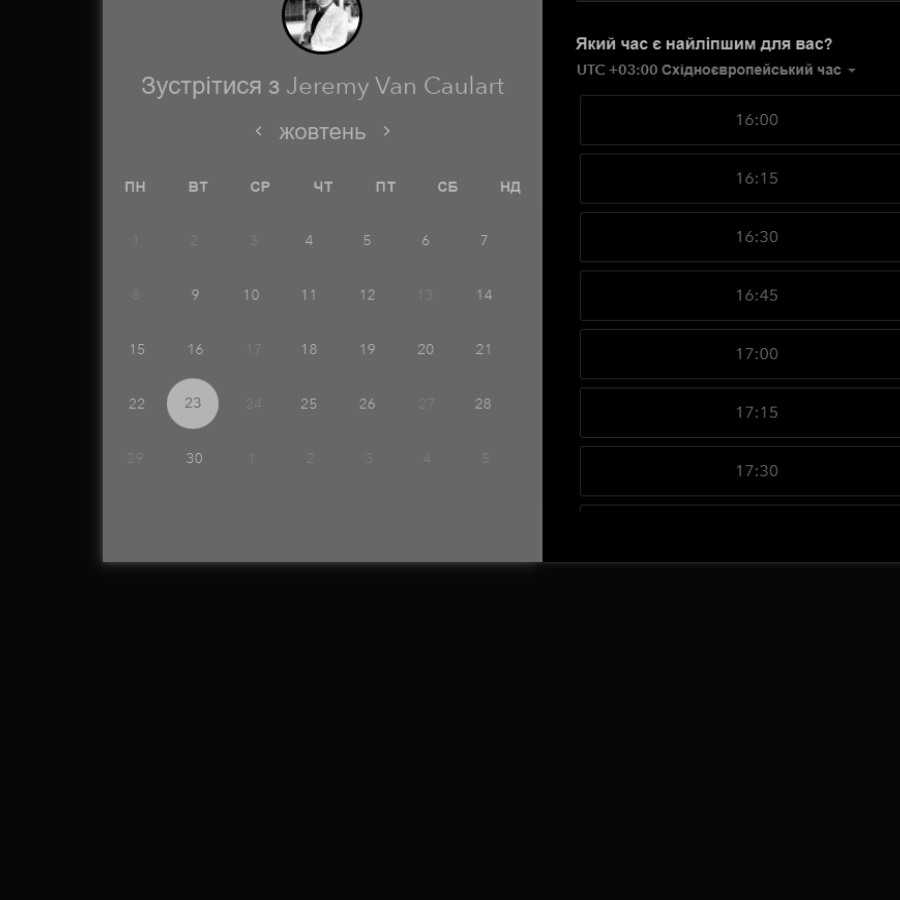 Зустрітися з Jeremy Van Caulart
жовтень
ПН ВТ СР ЧТ ПТ СБ НД
1 2 3 4 5 6 7
8 9 10 11 12 13 14
15 16 17 18 19 20 21
22 23 24 25 26 27 28
29 30 1 2 3 4 5
Який час є найліпшим для вас?
UTC +03:00 Східноєвропейський час
16:00
16:15
16:30
16:45
17:00
17:15
17:30